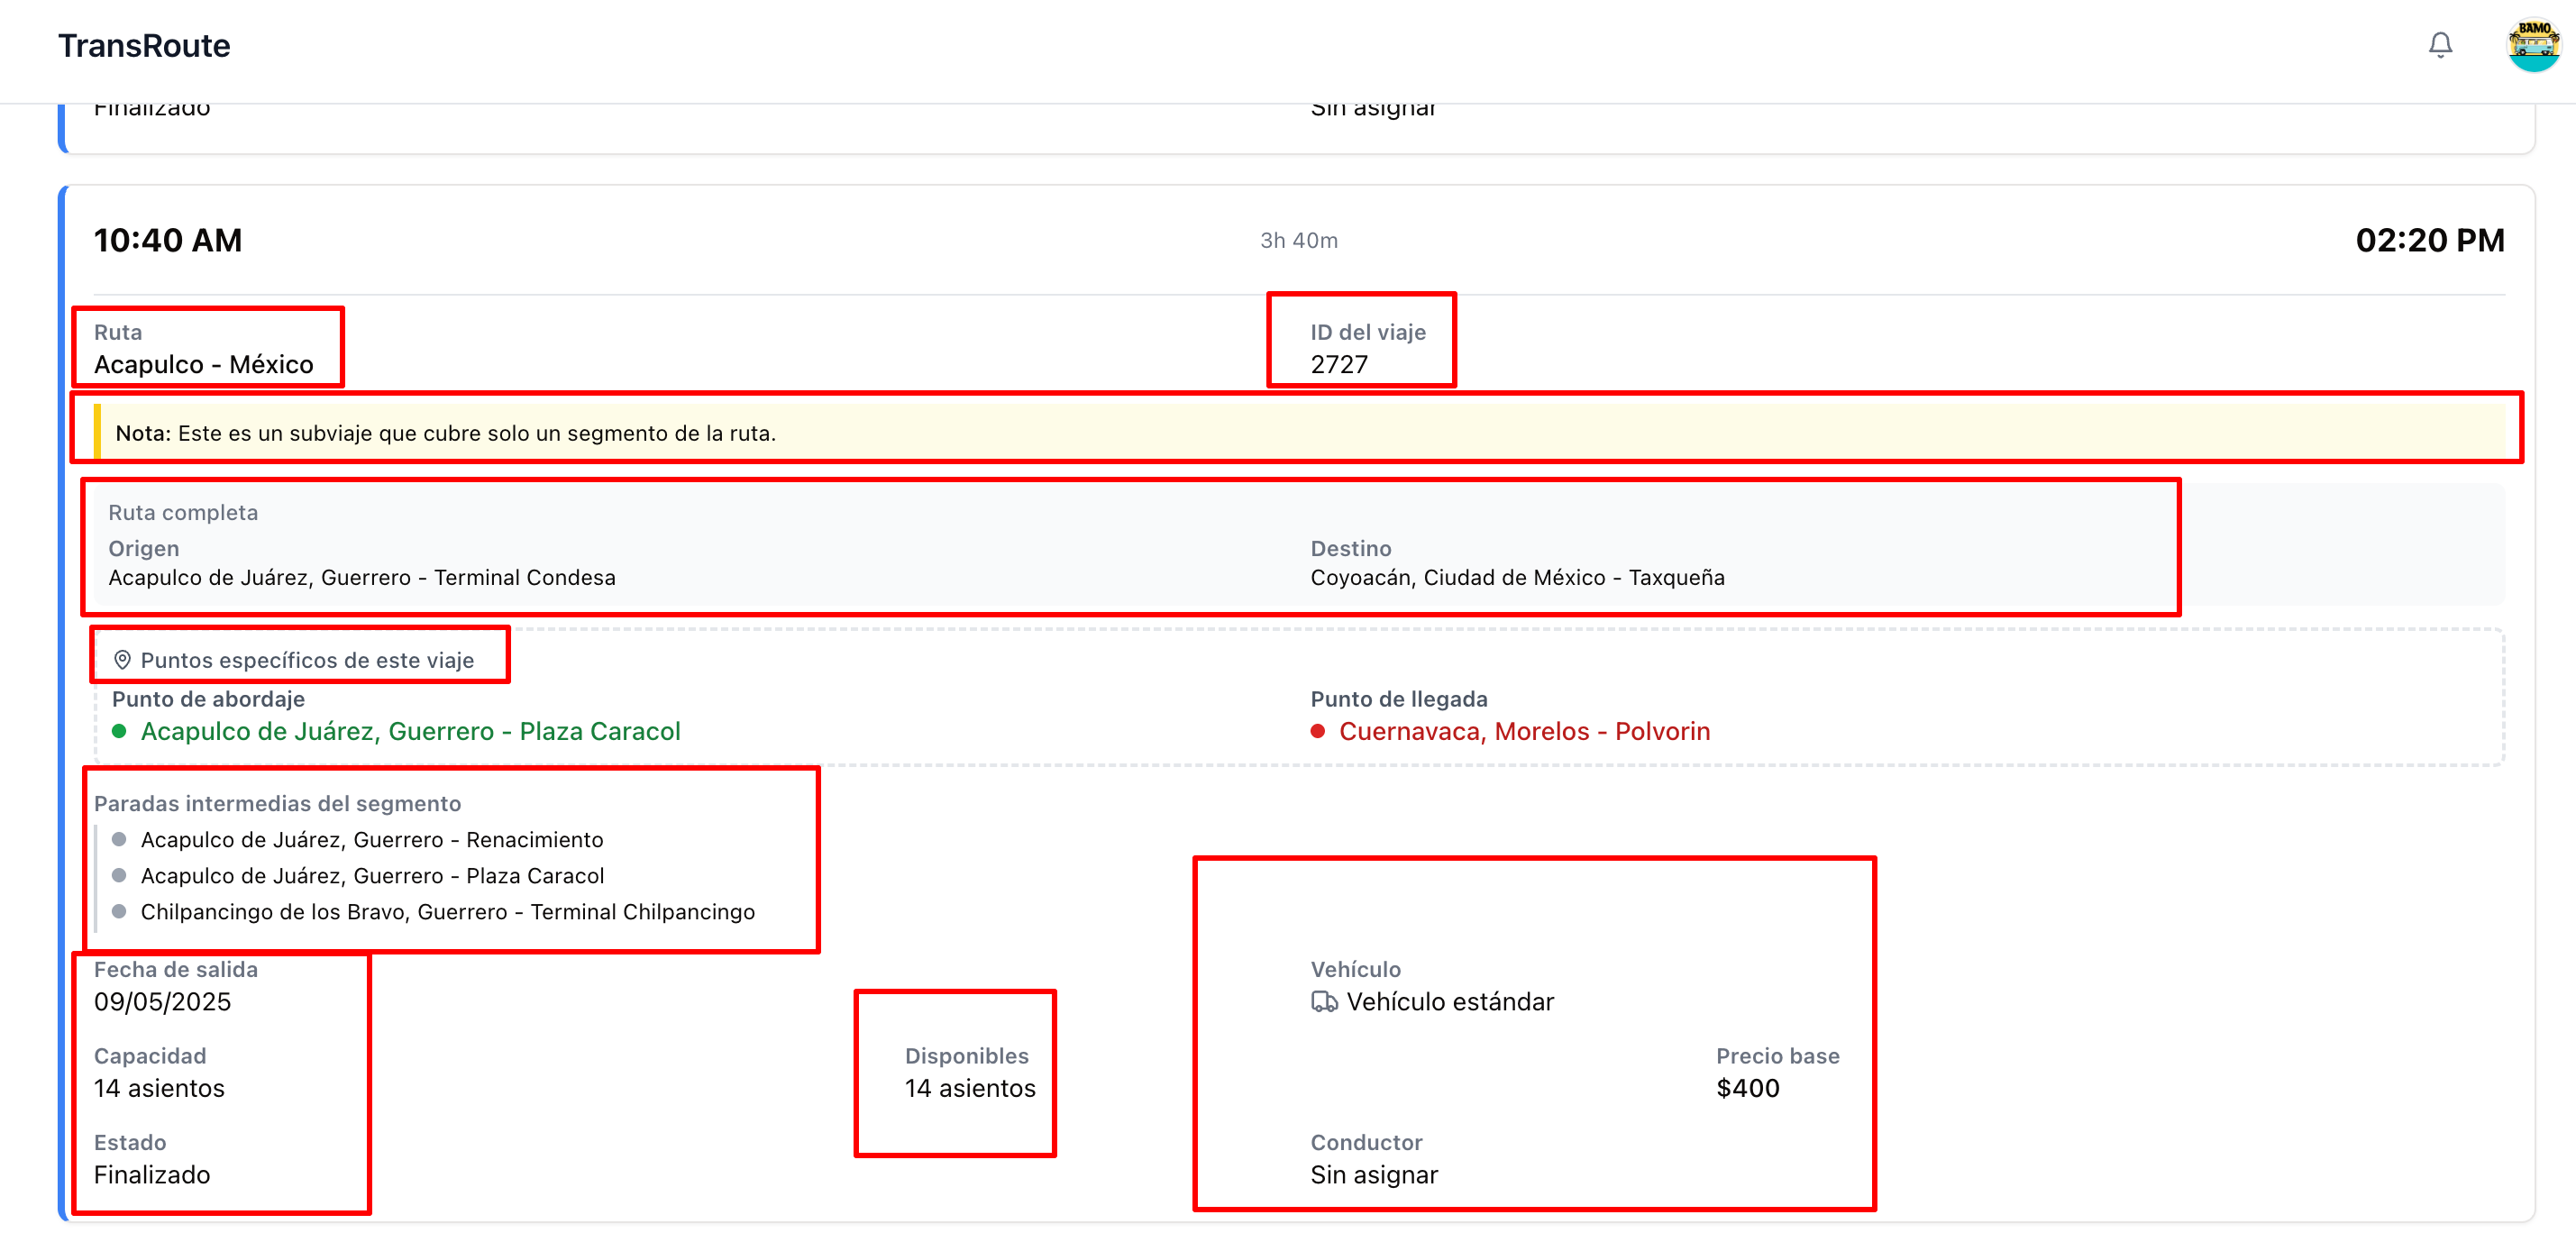 TransRoute
BAMO
Finalizado
Sin asignar
10:40 AM
3h 40m
02:20 PM
Ruta
ID del viaje
Acapulco - México
2727
Nota: Este es un subviaje que cubre solo un segmento de la ruta.
Ruta completa
Origen
Destino
Acapulco de Juárez, Guerrero - Terminal Condesa
Coyoacán, Ciudad de México - Taxqueña
Puntos específicos de este viaje
Punto de abordaje
Punto de llegada
Acapulco de Juárez, Guerrero - Plaza Caracol
Cuernavaca, Morelos - Polvorin
Paradas intermedias del segmento
Acapulco de Juárez, Guerrero - Renacimiento
Acapulco de Juárez, Guerrero - Plaza Caracol
Chilpancingo de los Bravo, Guerrero - Terminal Chilpancingo
Fecha de salida
Vehículo
09/05/2025
Vehículo estándar
Capacidad
Disponibles
Precio base
14 asientos
14 asientos
$400
Estado
Conductor
Finalizado
Sin asignar